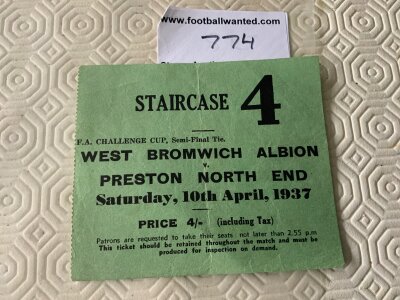 www.footballwanted.com
774
STAIRCASE 4
F.A. CHALLENGE CUP, Semi-Final Tie.
WEST BROMWICH ALBION
v.
PRESTON NORTH END
Saturday, 10th April, 1937
PRICE 4/- (including Tax)
Patrons are requested to take their seats not later than 2.55 p.m
This ticket should be retained throughout the match and must be
produced for inspection on demand.